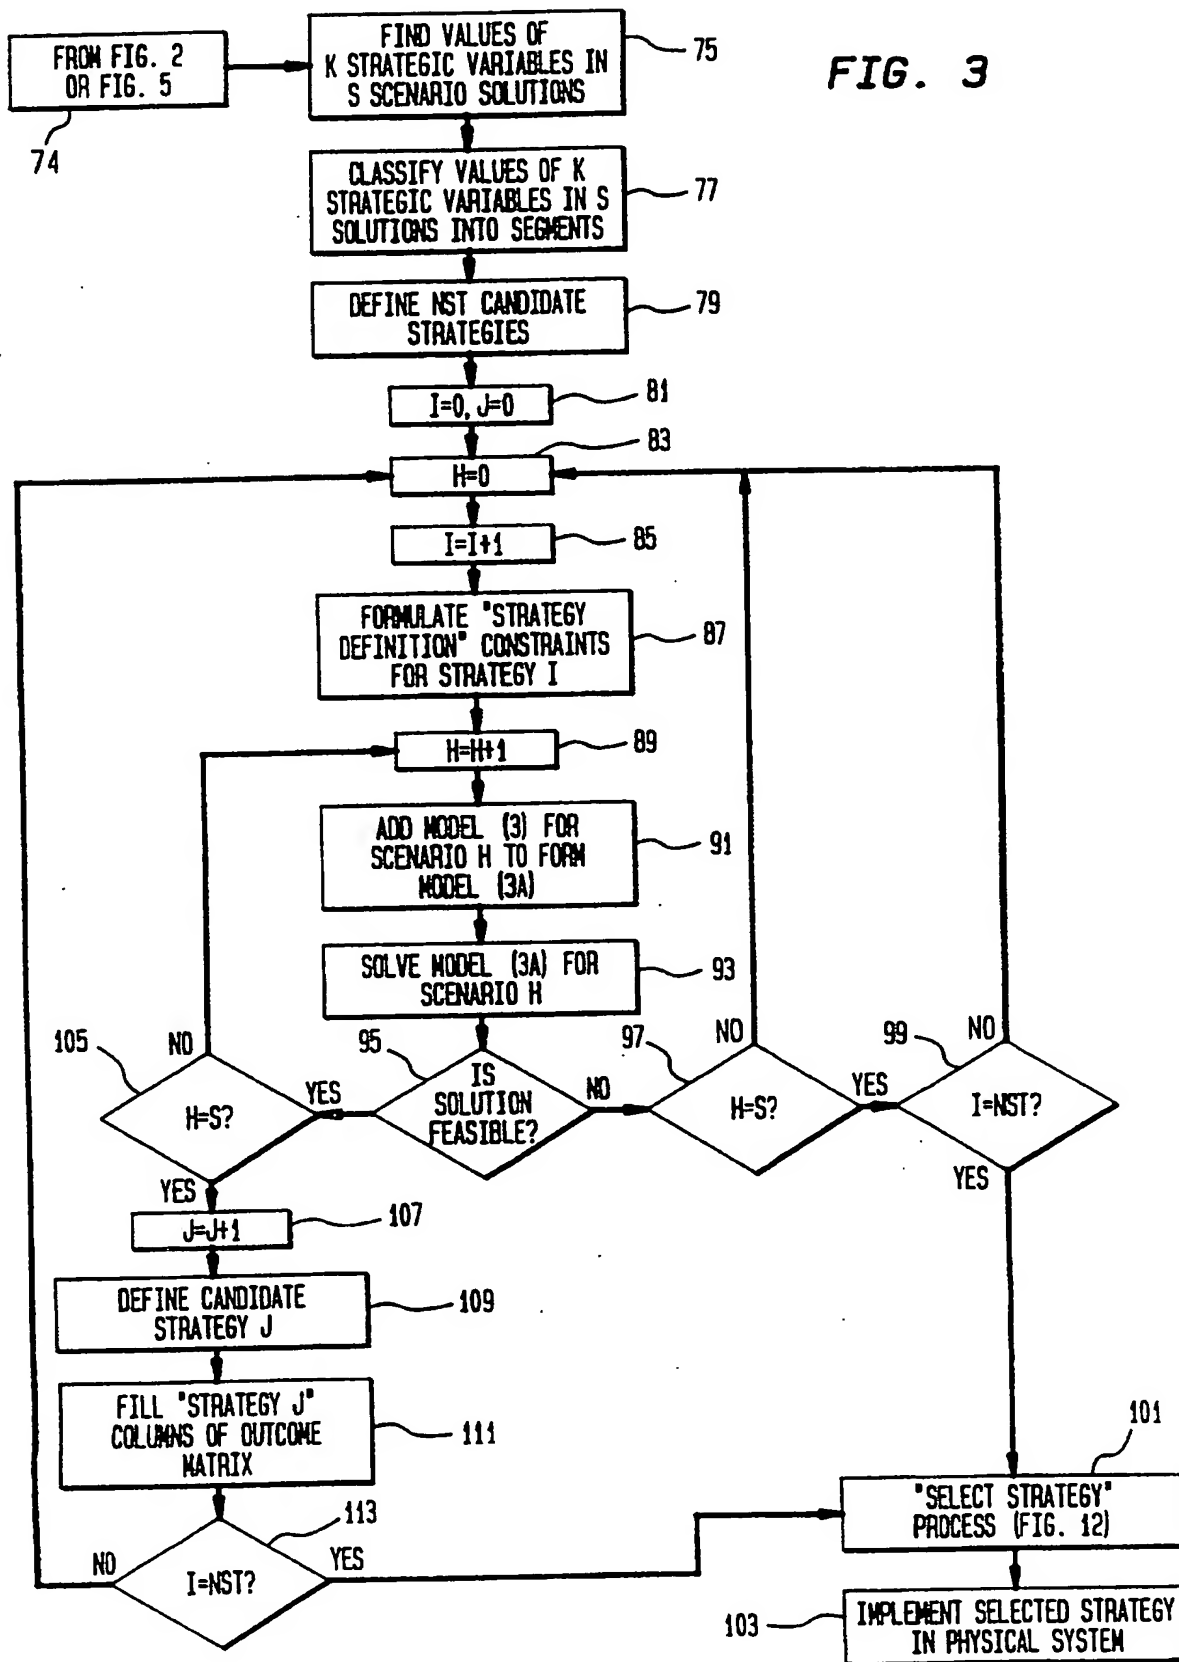 FIG. 3
FROM FIG. 2
OR FIG. 5
74
FIND VALUES OF
K STRATEGIC VARIABLES IN
S SCENARIO SOLUTIONS
75
CLASSIFY VALUES OF K
STRATEGIC VARIABLES IN S
SOLUTIONS INTO SEGMENTS
77
DEFINE NST CANDIDATE
STRATEGIES
79
I=0, J=0
81
H=0
83
I=I+1
85
FORMULATE "STRATEGY
DEFINITION" CONSTRAINTS
FOR STRATEGY I
87
H=H+1
89
ADD MODEL (3) FOR
SCENARIO H TO FORM
MODEL (3A)
91
SOLVE MODEL (3A) FOR
SCENARIO H
93
105
NO
H=S?
YES
YES
95
IS
SOLUTION
FEASIBLE?
NO
97
NO
H=S?
YES
99
NO
I=NST?
YES
J=J+1
107
DEFINE CANDIDATE
STRATEGY J
109
FILL "STRATEGY J"
COLUMNS OF OUTCOME
MATRIX
111
113
NO
I=NST?
YES
101
"SELECT STRATEGY"
PROCESS (FIG. 12)
103
IMPLEMENT SELECTED STRATEGY
IN PHYSICAL SYSTEM